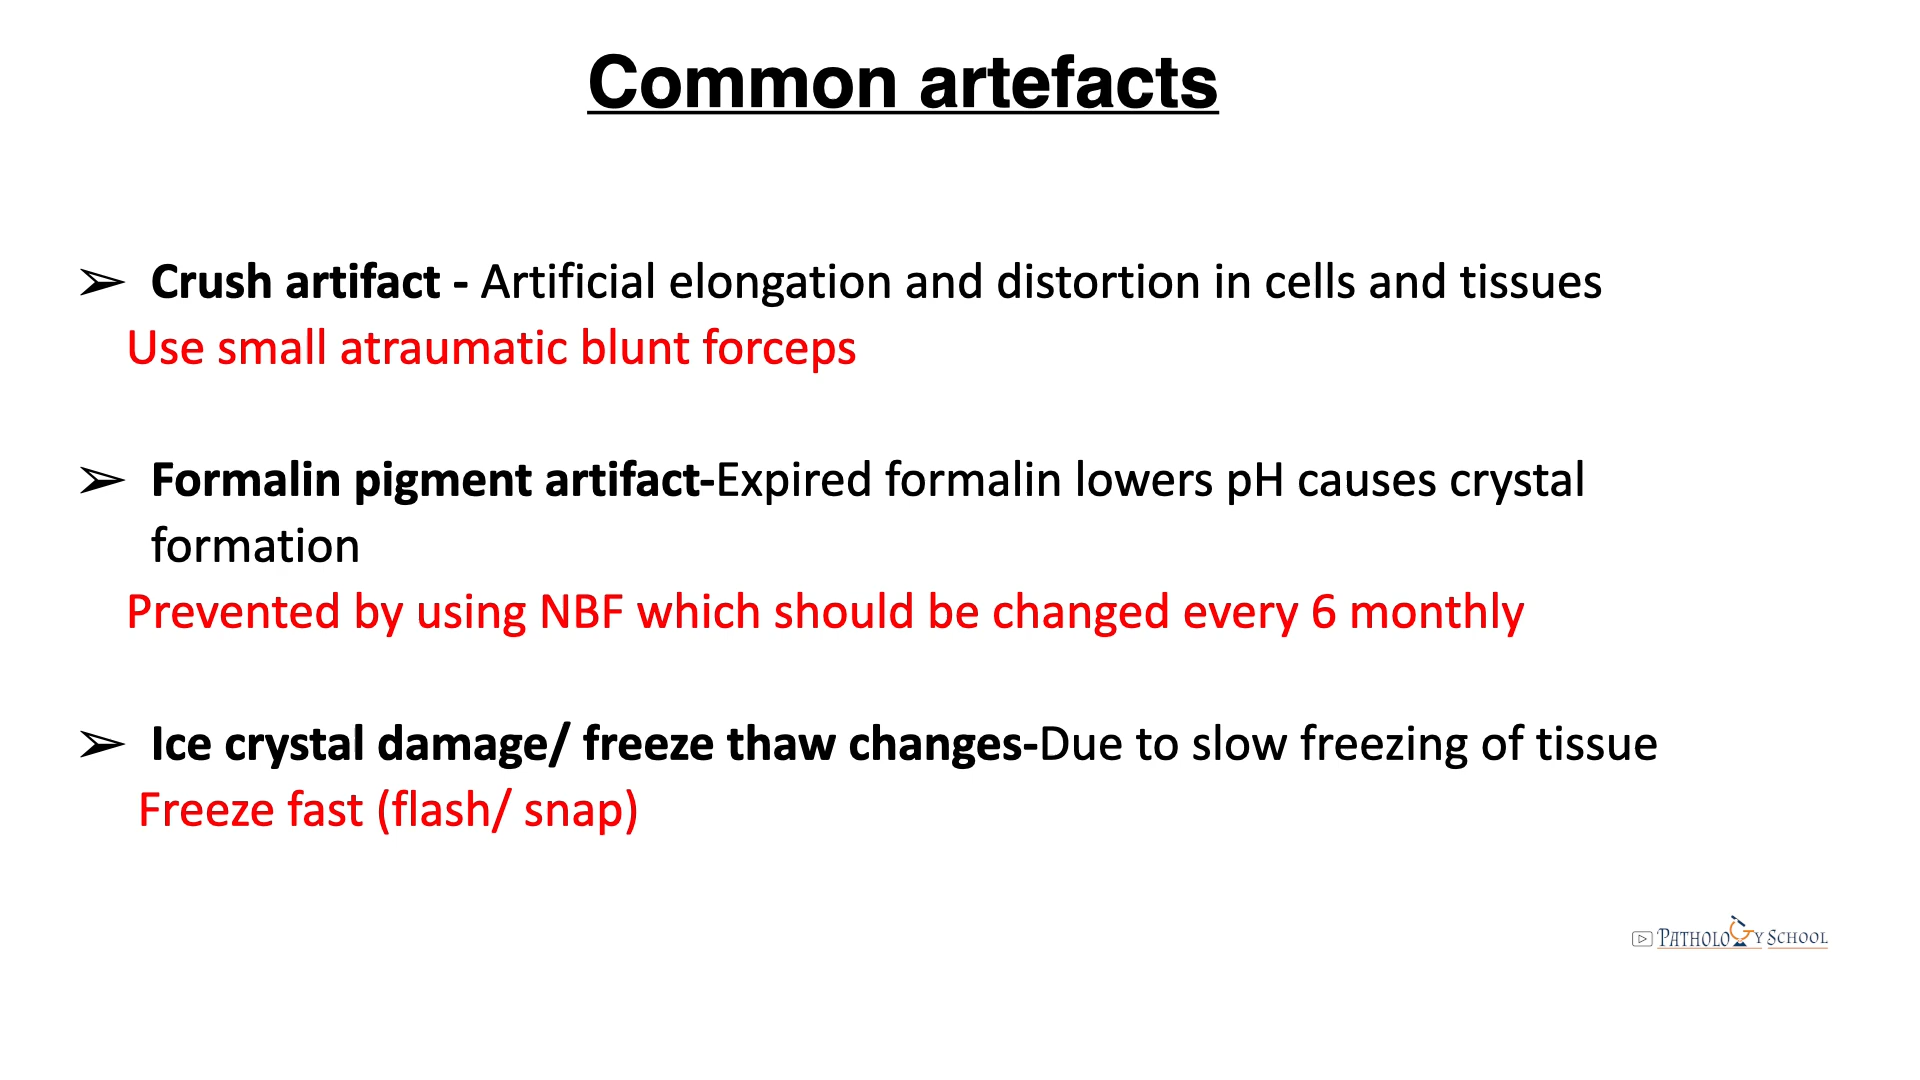 Common artefacts
➢ Crush artifact - Artificial elongation and distortion in cells and tissues
Use small atraumatic blunt forceps
➢ Formalin pigment artifact-Expired formalin lowers pH causes crystal
formation
Prevented by using NBF which should be changed every 6 monthly
➢ Ice crystal damage/ freeze thaw changes-Due to slow freezing of tissue
Freeze fast (flash/ snap)
PATHOLOGY SCHOOL